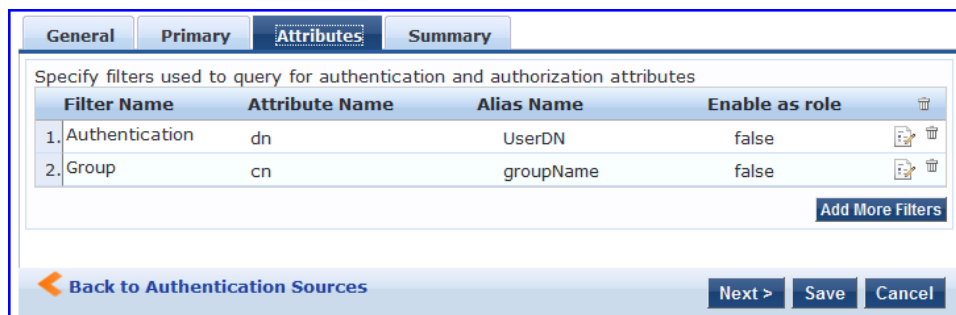 General Primary Attributes Summary
Specify filters used to query for authentication and authorization attributes
Filter Name Attribute Name Alias Name Enable as role
1. Authentication dn UserDN false
2. Group cn groupName false
Add More Filters
Back to Authentication Sources Next > Save Cancel